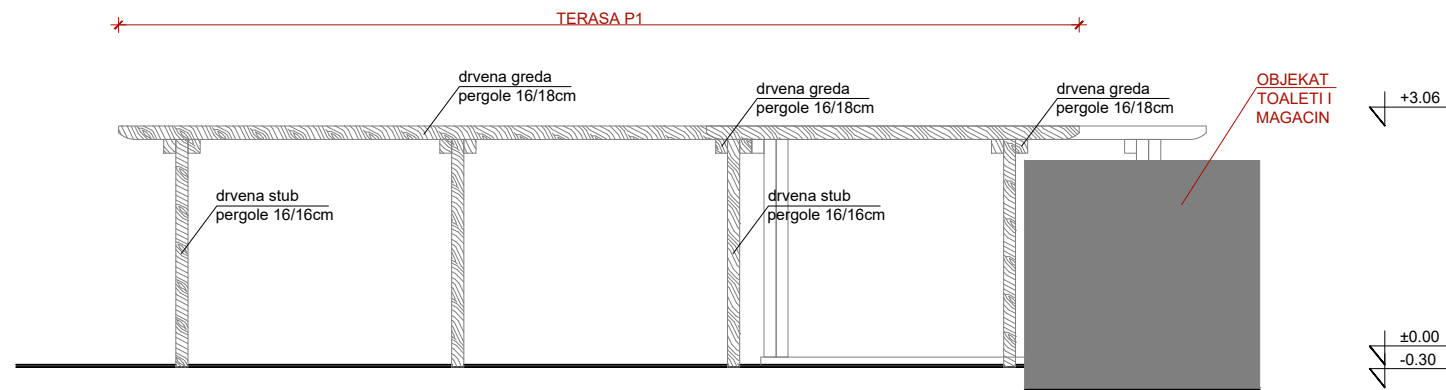 TERASA P1
drvena greda
pergole 16/18cm
drvena greda
pergole 16/18cm
drvena greda
pergole 16/18cm
OBJEKAT
TOALETI I
MAGACIN
+3.06
drvena stub
pergole 16/16cm
drvena stub
pergole 16/16cm
±0.00
-0.30